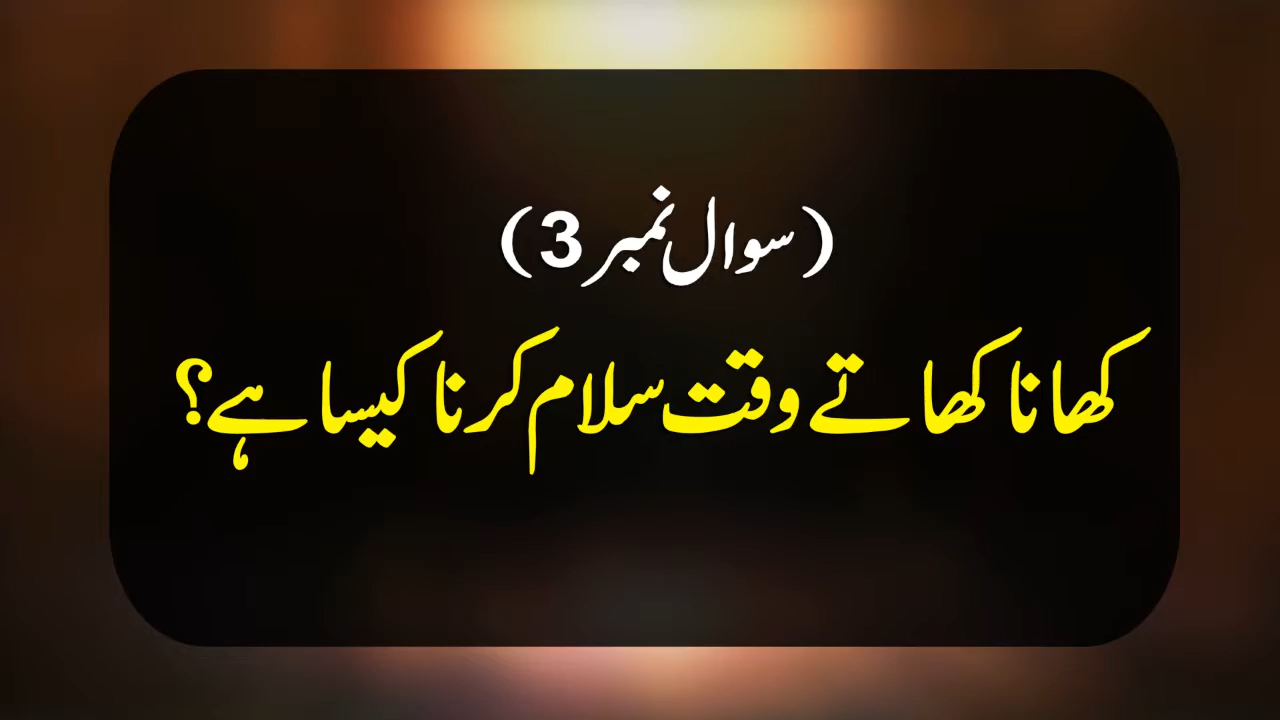 (سوال نمبر 3)
کھانا کھاتے وقت سلام کرنا کیسا ہے؟